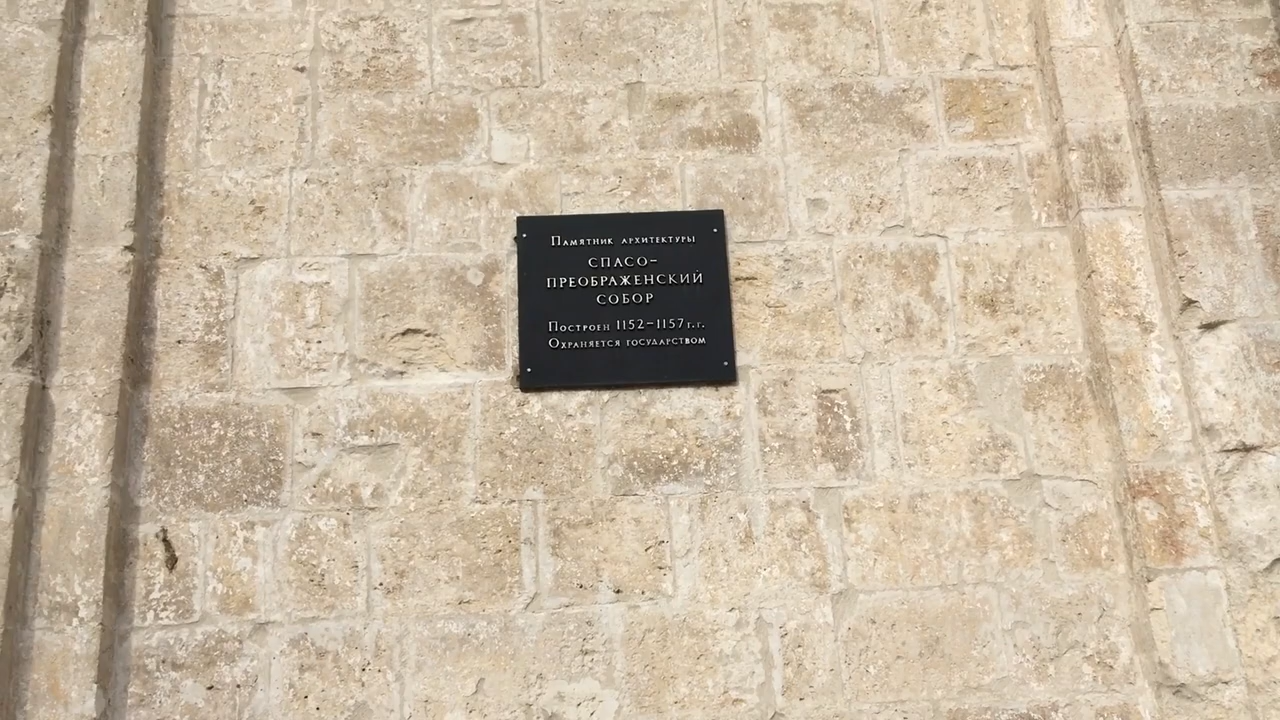 Памятник архитектуры
СПАСО-
ПРЕОБРАЖЕНСКИЙ
СОБОР
Построен 1152-1157 г.г.
Охраняется государством